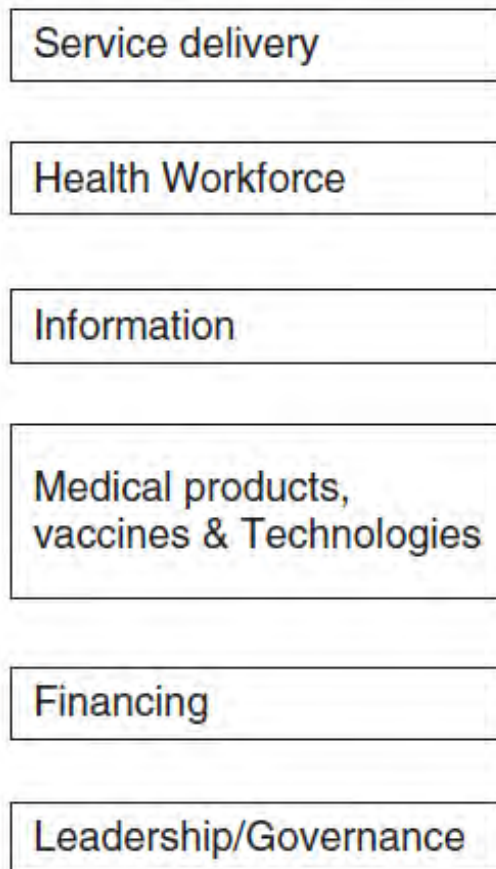 Service delivery
Health Workforce
Information
Medical products,
vaccines & Technologies
Financing
Leadership/Governance